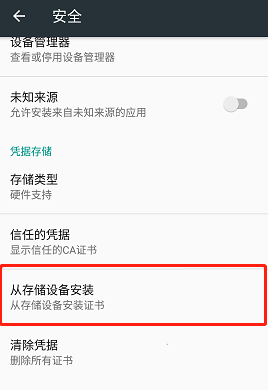 安全
设备管理器
查看或停用设备管理器
未知来源
允许安装来自未知来源的应用
凭据存储
存储类型
硬件支持
信任的凭据
显示信任的CA证书
从存储设备安装
从存储设备安装证书
清除凭据
删除所有证书